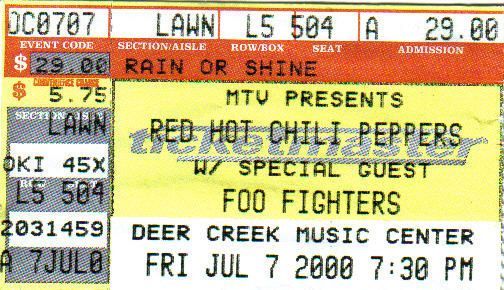 DC0707 LAWN L5 504 A 29.00
EVENT CODE SECTION/AISLE ROW/BOX SEAT ADMISSION
$ 29.00 RAIN OR SHINE
CONVENIENCE CHARGE
$ 5.75 MTV PRESENTS
SECTION/AISLE
LAWN RED HOT CHILI PEPPERS
ticketmaster
OKI 45X W/ SPECIAL GUEST
L5 504 FOO FIGHTERS
2031459 DEER CREEK MUSIC CENTER
A 7JUL0 FRI JUL 7 2000 7:30 PM